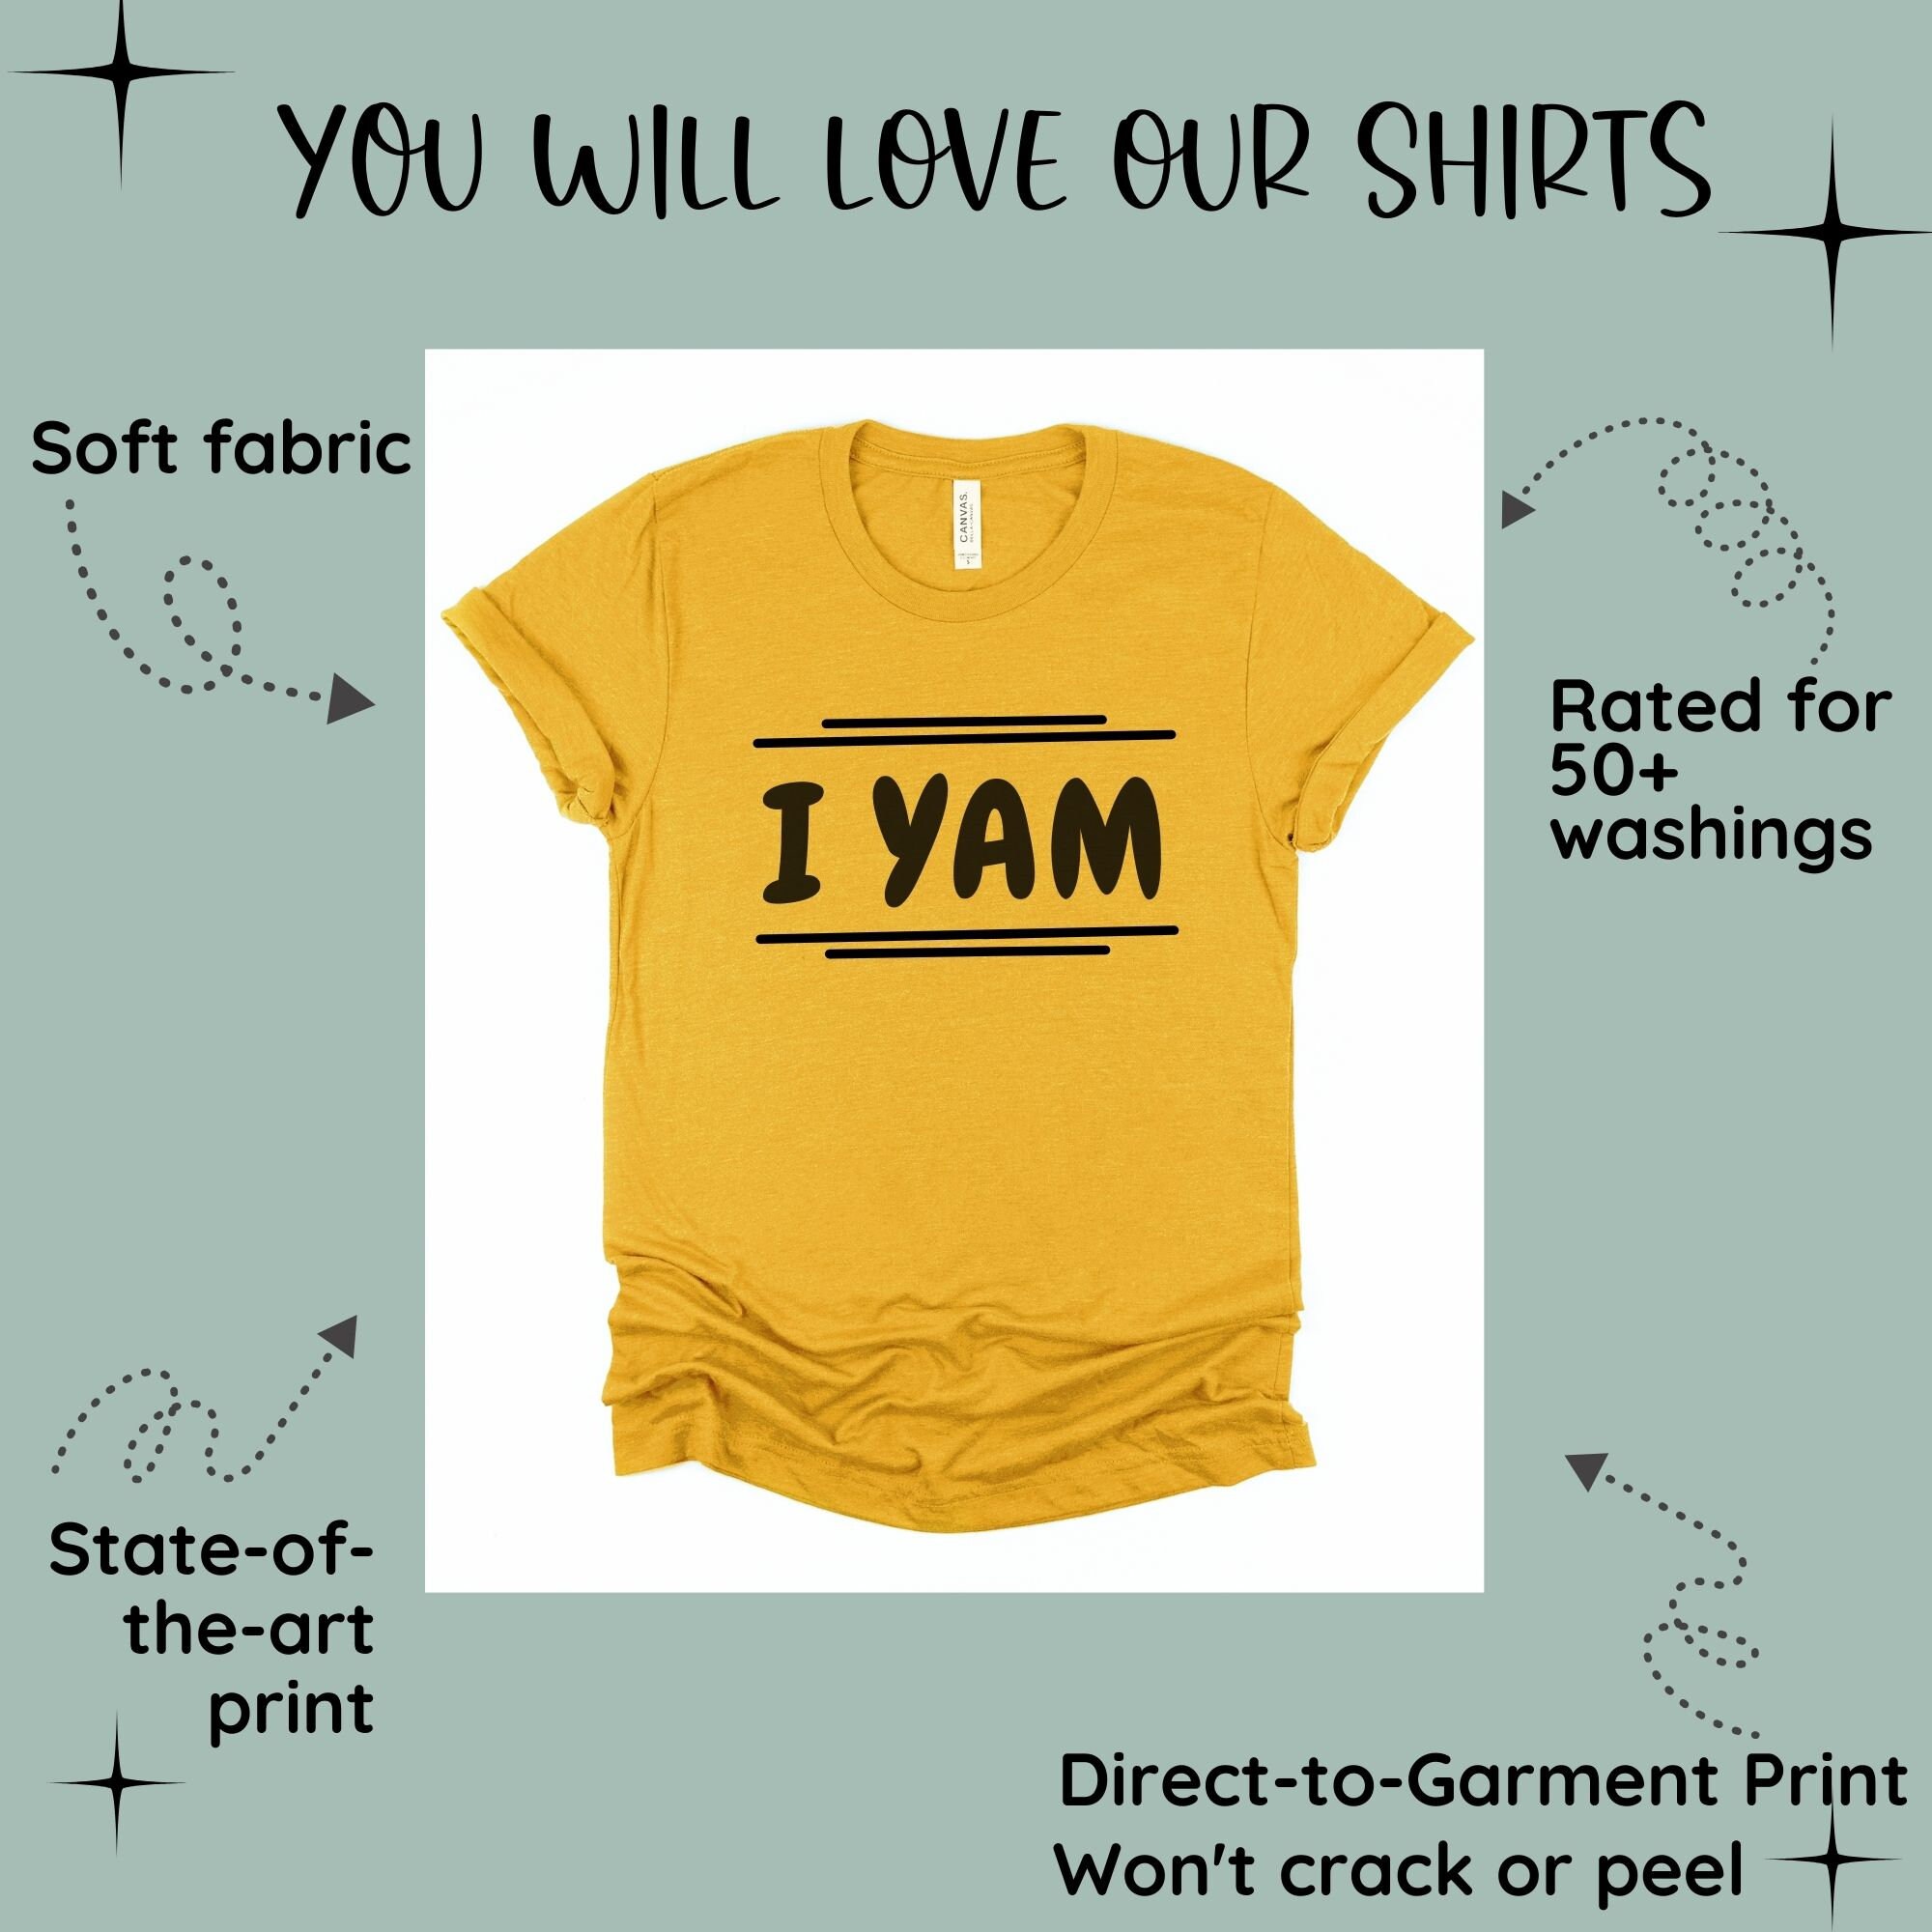 YOU WILL LOVE OUR SHIRTS
Soft fabric
CANVAS.
I YAM
Rated for
50+
washings
State-of-
the-art
print
Direct-to-Garment Print
Won't crack or peel